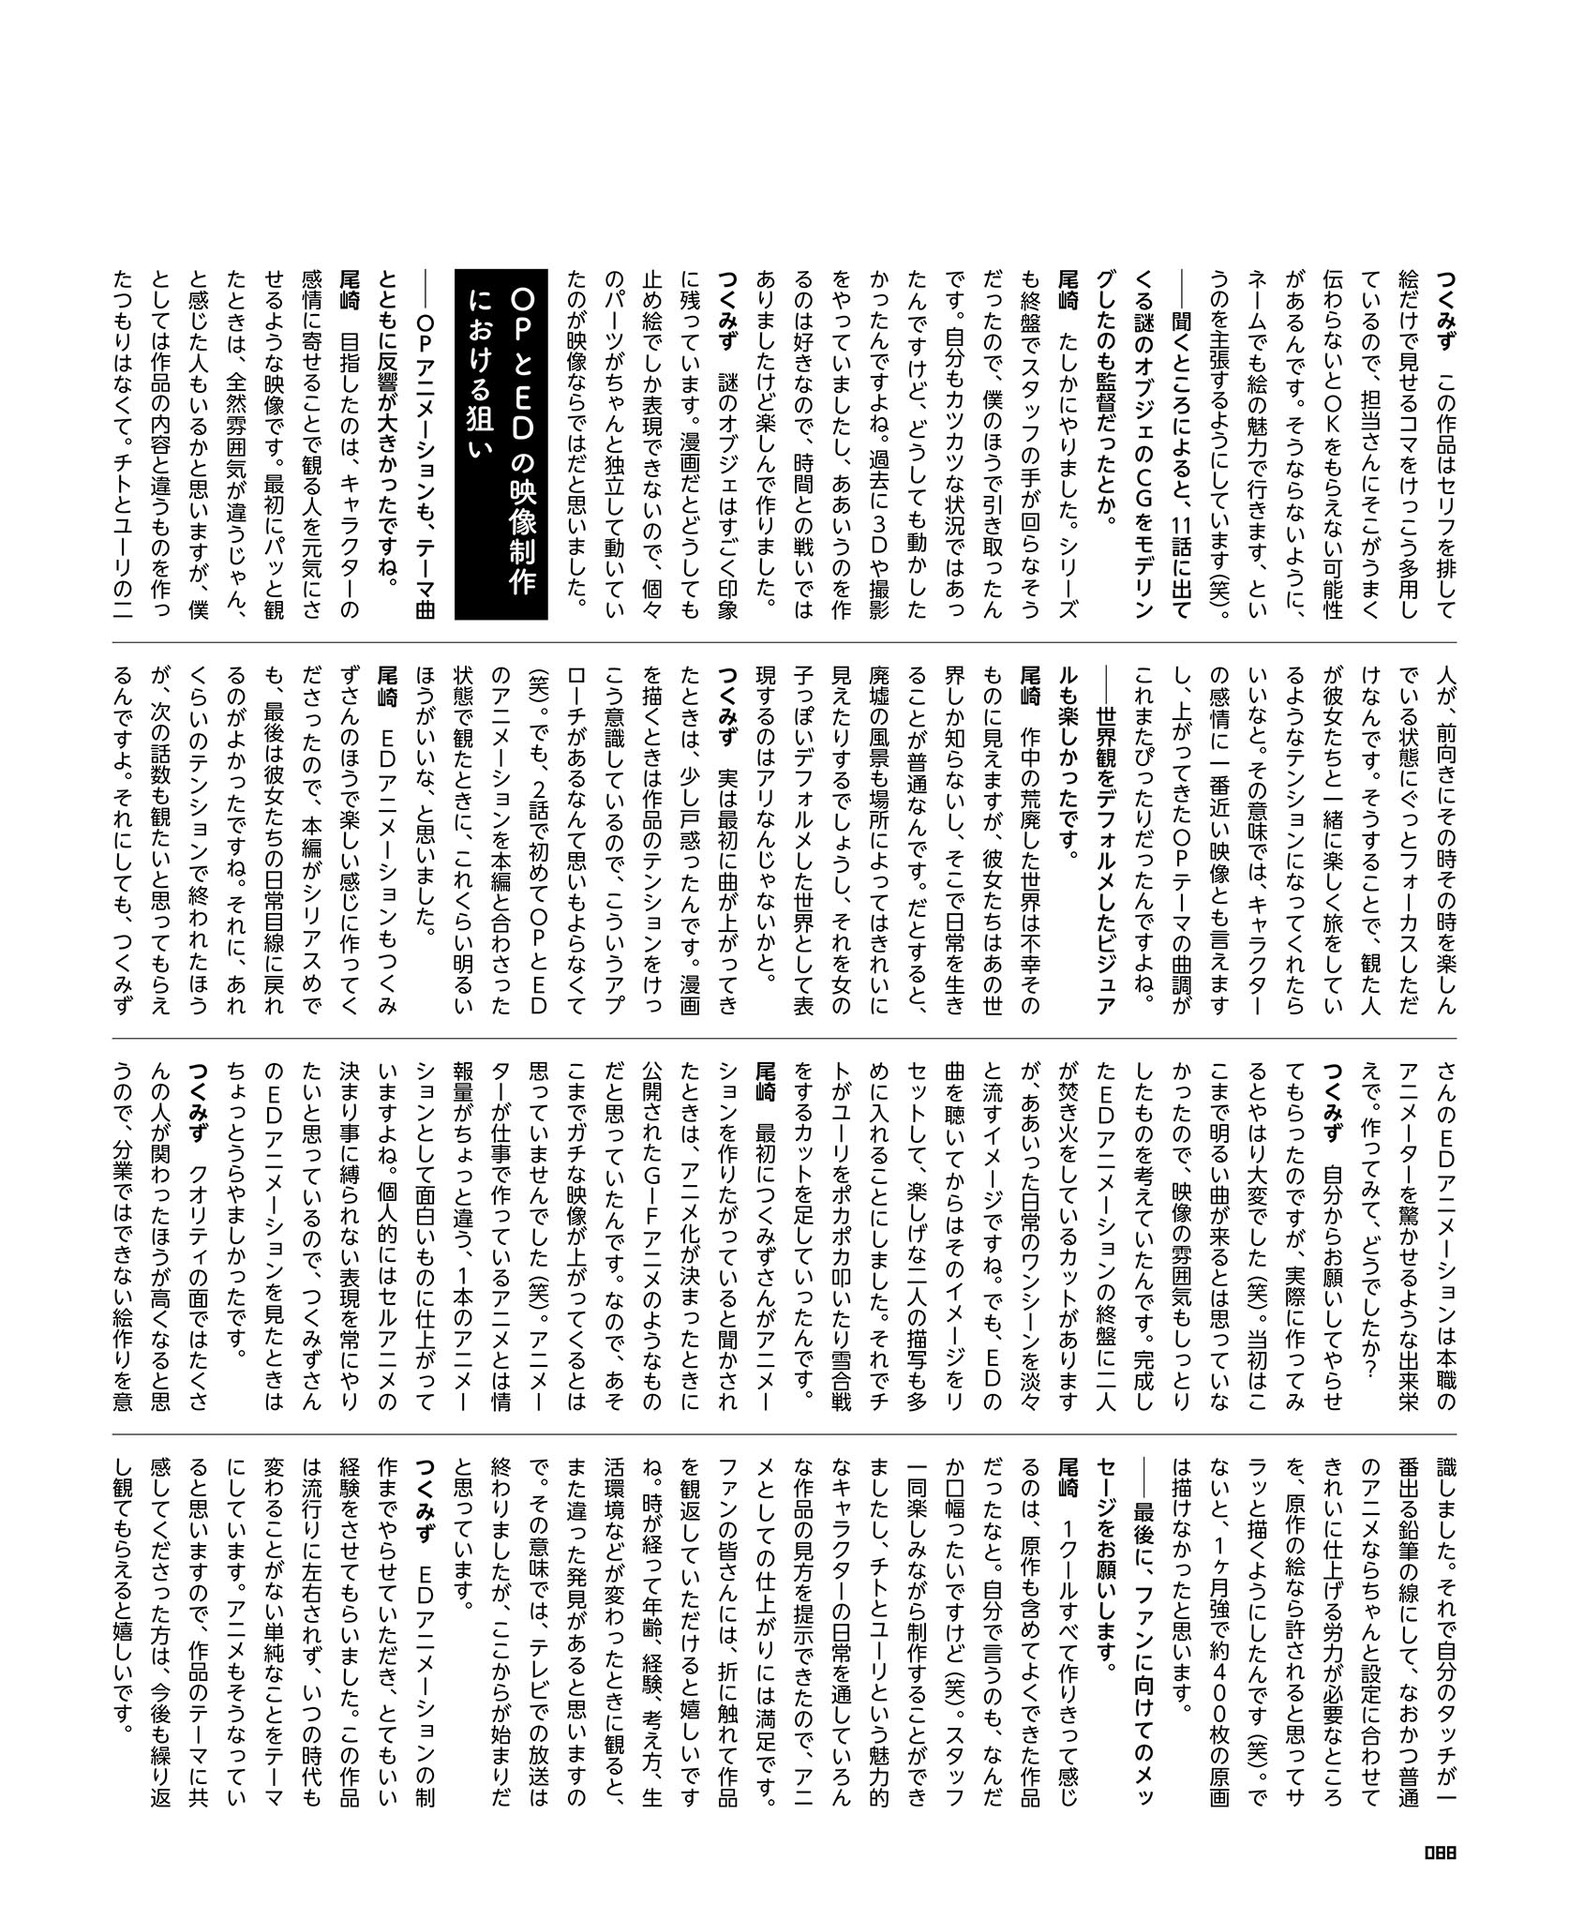 つくみず　この作品はセリフを排して
絵だけで見せるコマをけっこう多用し
ているので、担当さんにそこがうまく
伝わらないとOKをもらえない可能性
があるんです。そうならないように、
ネームでも絵の魅力で行きます、とい
うのを主張するようにしています（笑）。
――聞くところによると、11話に出て
くる謎のオブジェのCGをモデリン
グしたのも監督だったとか。
尾崎　たしかにやりました。シリーズ
も終盤でスタッフの手が回らなそう
だったので、僕のほうで引き取ったん
です。自分もカツカツな状況ではあっ
たんですけど、どうしても動かした
かったんですよね。過去に3Dや撮影
をやっていましたし、ああいうのを作
るのは好きなので、時間との戦いでは
ありましたけど楽しんで作りました。
つくみず　謎のオブジェはすごく印象
に残っています。漫画だとどうしても
止め絵でしか表現できないので、個々
のパーツがちゃんと独立して動いてい
たのが映像ならではだと思いました。
OPとEDの映像制作
における狙い
――OPアニメーションも、テーマ曲
とともに反響が大きかったですね。
尾崎　目指したのは、キャラクターの
感情に寄せることで観る人を元気にさ
せるような映像です。最初にパッと観
たときは、全然雰囲気が違うじゃん、
と感じた人もいるかと思いますが、僕
としては作品の内容と違うものを作っ
たつもりはなくて。チトとユーリの二
人が、前向きにその時その時を楽しん
でいる状態にぐっとフォーカスしただ
けなんです。そうすることで、観た人
が彼女たちと一緒に楽しく旅をしてい
るようなテンションになってくれたら
いいなと。その意味では、キャラクター
の感情に一番近い映像とも言えます
し、上がってきたOPテーマの曲調が
これまたぴったりだったんですよね。
――世界観をデフォルメしたビジュア
ルも楽しかったです。
尾崎　作中の荒廃した世界は不幸その
ものに見えますが、彼女たちはあの世
界しか知らないし、そこで日常を生き
ることが普通なんです。だとすると、
廃墟の風景も場所によってはきれいに
見えたりするでしょうし、それを女の
子っぽいデフォルメした世界として表
現するのはアリなんじゃないかと。
つくみず　実は最初に曲が上がってき
たときは、少し戸惑ったんです。漫画
を描くときは作品のテンションをけっ
こう意識しているので、こういうアプ
ローチがあるなんて思いもよらなくて
（笑）。でも、2話で初めてOPとED
のアニメーションを本編と合わさった
状態で観たときに、これくらい明るい
ほうがいいな、と思いました。
尾崎　EDアニメーションもつくみ
ずさんのほうで楽しい感じに作ってく
ださったので、本編がシリアスめで
も、最後は彼女たちの日常目線に戻れ
るのがよかったですね。それに、あれ
くらいのテンションで終われたほう
が、次の話数も観たいと思ってもらえ
るんですよ。それにしても、つくみず
さんのEDアニメーションは本職の
アニメーターを驚かせるような出来栄
えで。作ってみて、どうでしたか？
つくみず　自分からお願いしてやらせ
てもらったのですが、実際に作ってみ
るとやはり大変でした（笑）。当初はこ
こまで明るい曲が来るとは思っていな
かったので、映像の雰囲気もしっとり
したものを考えていたんです。完成し
たEDアニメーションの終盤に二人
が焚き火をしているカットがあります
が、ああいった日常のワンシーンを淡々
と流すイメージですね。でも、EDの
曲を聴いてからはそのイメージをリ
セットして、楽しげな二人の描写も多
めに入れることにしました。それでチ
トがユーリをポカポカ叩いたり雪合戦
をするカットを足していったんです。
尾崎　最初につくみずさんがアニメー
ションを作りたがっていると聞かされ
たときは、アニメ化が決まったときに
公開されたGIFアニメのようなもの
だと思っていたんです。なので、あそ
こまでガチな映像が上がってくるとは
思っていませんでした（笑）。アニメー
ターが仕事で作っているアニメとは情
報量がちょっと違う、1本のアニメー
ションとして面白いものに仕上がって
いますよね。個人的にはセルアニメの
決まり事に縛られない表現を常にやり
たいと思っているので、つくみずさん
のEDアニメーションを見たときは
ちょっとうらやましかったです。
つくみず　クオリティの面ではたくさ
んの人が関わったほうが高くなると思
うので、分業ではできない絵作りを意
識しました。それで自分のタッチが一
番出る鉛筆の線にして、なおかつ普通
のアニメならちゃんと設定に合わせて
きれいに仕上げる労力が必要なところ
を、原作の絵なら許されると思ってサ
ラッと描くようにしたんです（笑）。で
ないと、1ヶ月強で約400枚の原画
は描けなかったと思います。
――最後に、ファンに向けてのメッ
セージをお願いします。
尾崎　1クールすべて作りきって感じ
るのは、原作も含めてよくできた作品
だったなと。自分で言うのも、なんだ
か口幅ったいですけど（笑）。スタッフ
一同楽しみながら制作することができ
ましたし、チトとユーリという魅力的
なキャラクターの日常を通していろん
な作品の見方を提示できたので、アニ
メとしての仕上がりには満足です。
ファンの皆さんには、折に触れて作品
を観返していただけると嬉しいです
ね。時が経って年齢、経験、考え方、生
活環境などが変わったときに観ると、
また違った発見があると思いますの
で。その意味では、テレビでの放送は
終わりましたが、ここからが始まりだ
と思っています。
つくみず　EDアニメーションの制
作までやらせていただき、とてもいい
経験をさせてもらいました。この作品
は流行りに左右されず、いつの時代も
変わることがない単純なことをテーマ
にしています。アニメもそうなってい
ると思いますので、作品のテーマに共
感してくださった方は、今後も繰り返
し観てもらえると嬉しいです。
088